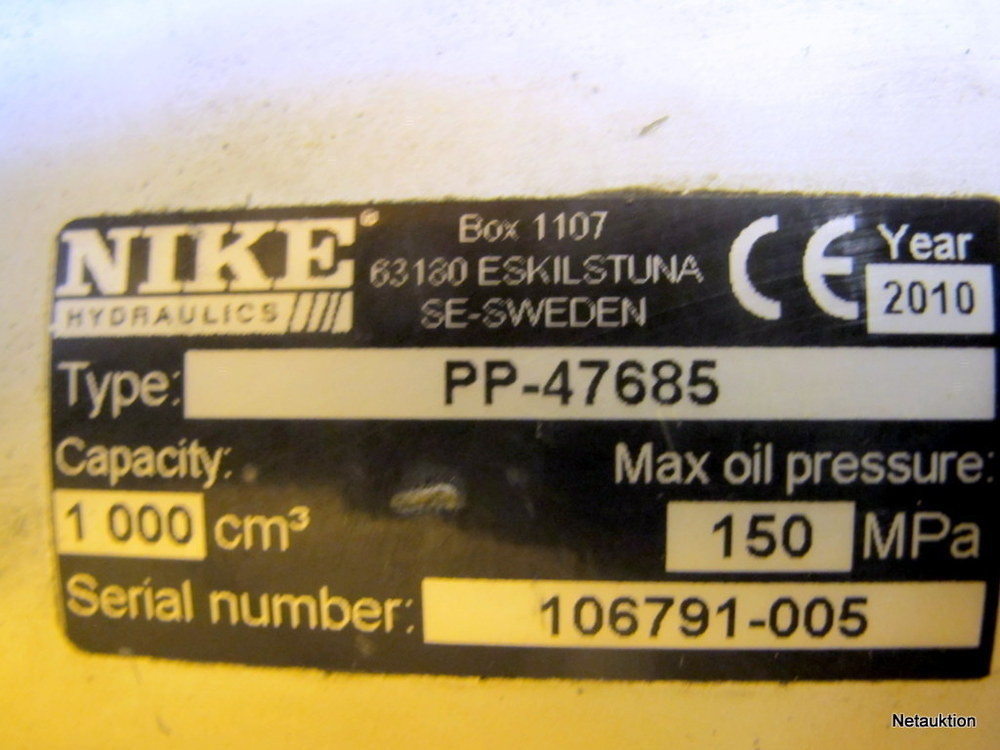 NIKE®
HYDRAULICS
Box 1107
63180 ESKILSTUNA
SE-SWEDEN
CE
Year
2010
Type: PP-47685
Capacity:
1 000 cm³
Max oil pressure:
150 MPa
Serial number: 106791-005
Netauktion